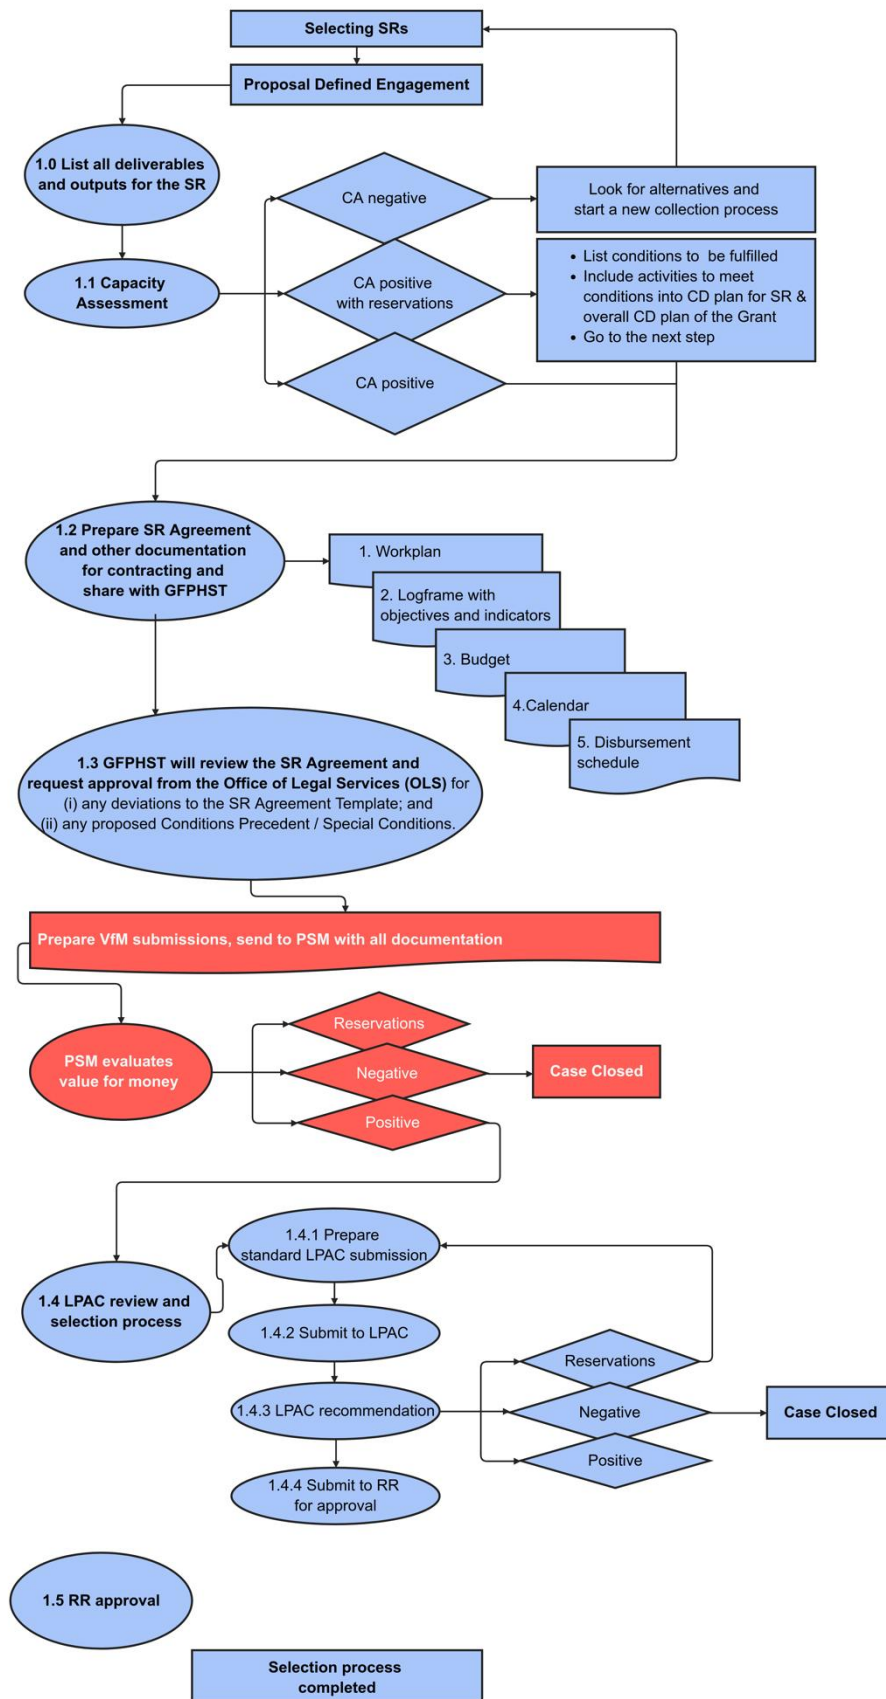 Selecting SRs
Proposal Defined Engagement
1.0 List all deliverables
and outputs for the SR
CA negative
Look for alternatives and
start a new collection process
1.1 Capacity
Assessment
CA positive
with reservations
• List conditions to be fulfilled
• Include activities to meet
conditions into CD plan for SR &
overall CD plan of the Grant
• Go to the next step
CA positive
1.2 Prepare SR Agreement
and other documentation
for contracting and
share with GFPHST
1. Workplan
2. Logframe with
objectives and indicators
3. Budget
4.Calendar
5. Disbursement
schedule
1.3 GFPHST will review the SR Agreement and
request approval from the Office of Legal Services (OLS) for
(i) any deviations to the SR Agreement Template; and
(ii) any proposed Conditions Precedent / Special Conditions.
Prepare VfM submissions, send to PSM with all documentation
PSM evaluates
value for money
Reservations
Negative
Case Closed
Positive
1.4 LPAC review and
selection process
1.4.1 Prepare
standard LPAC submission
1.4.2 Submit to LPAC
1.4.3 LPAC recommendation
Reservations
Negative
Case Closed
Positive
1.4.4 Submit to RR
for approval
1.5 RR approval
Selection process
completed